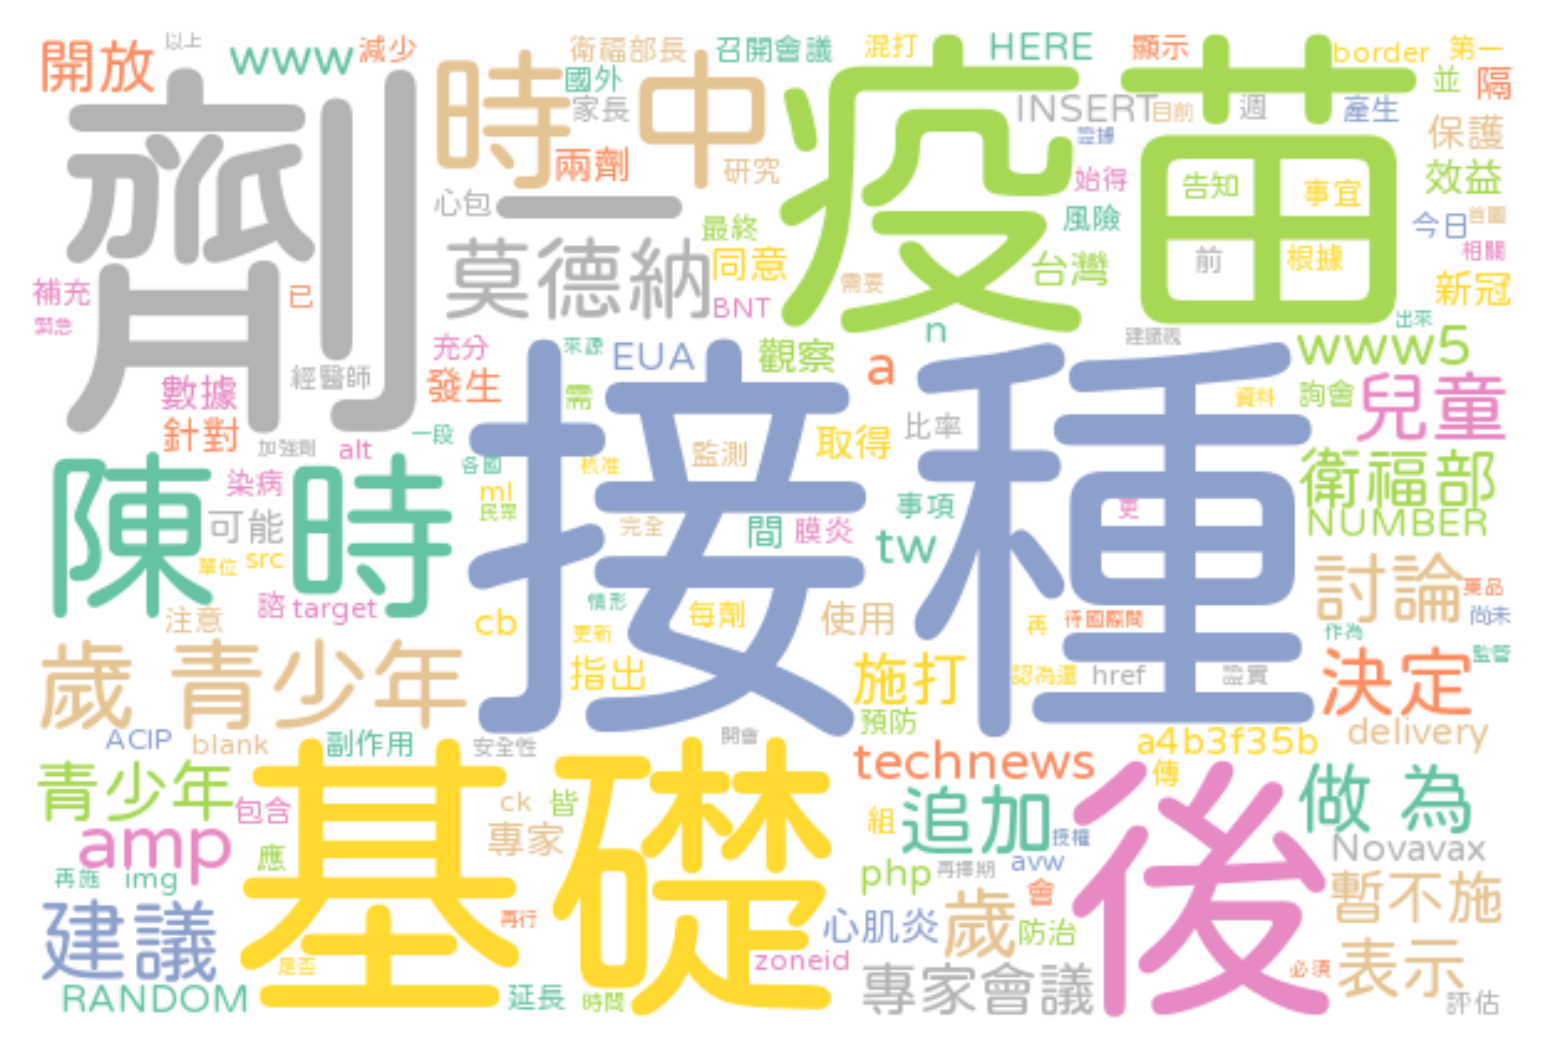 開放
以上
www
減少
時中
衛福部長
國外
家長
召開會議
混打
HERE
顯示
border
第一
並
隔
劑
兩劑
研究
疫苗
INSERT
目前
週
產生
保護
證據
始得
告知
事宜
效益
心包
一
最終
風險
今日
首圖
莫德納
同意
台灣
前
根據
相關
補充
已
BNT
需要
新冠
緊急
n
出來
充分
來源
EUA
觀察
a
建議視
www5
數據
經醫師
發生
需
接種
資料
詢會
兒童
針對
加強劑
alt
一段
監測
取得
比率
陳時
染病
各國
核准
衛福部
可能
ml
民眾
完全
間
膜炎
事項
更
NUMBER
單位
src
tw
諮
target
情形
每劑
討論
藥品
注意
cb
更新
使用
再
待國際間
作為
尚未
歲 青少年
指出
施打
認為還
href
證實
決定
監管
ACIP
blank
副作用
安全性
開會
預防
a4b3f35b
delivery
青少年
包含
基礎
technews
傳
後
做 為
amp
ck
皆
專家
組
追加
授權
Novavax
應
再施
img
php
再擇期
avw
會
暫不施
建議
再行
心肌炎
歲
防治
是否
zoneid
必須
表示
RANDOM
延長
時間
專家會議
評估